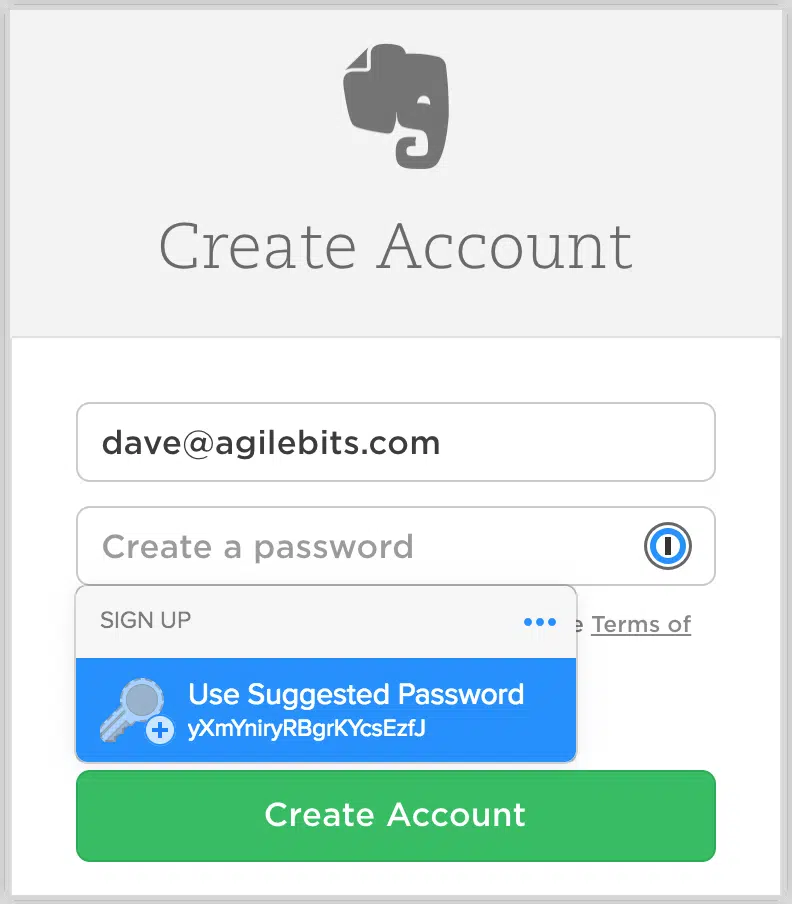 Create Account
dave@agilebits.com
Create a password
SIGN UP
e Terms of
Use Suggested Password
yXmYniryRBgrKYcsEzfJ
Create Account